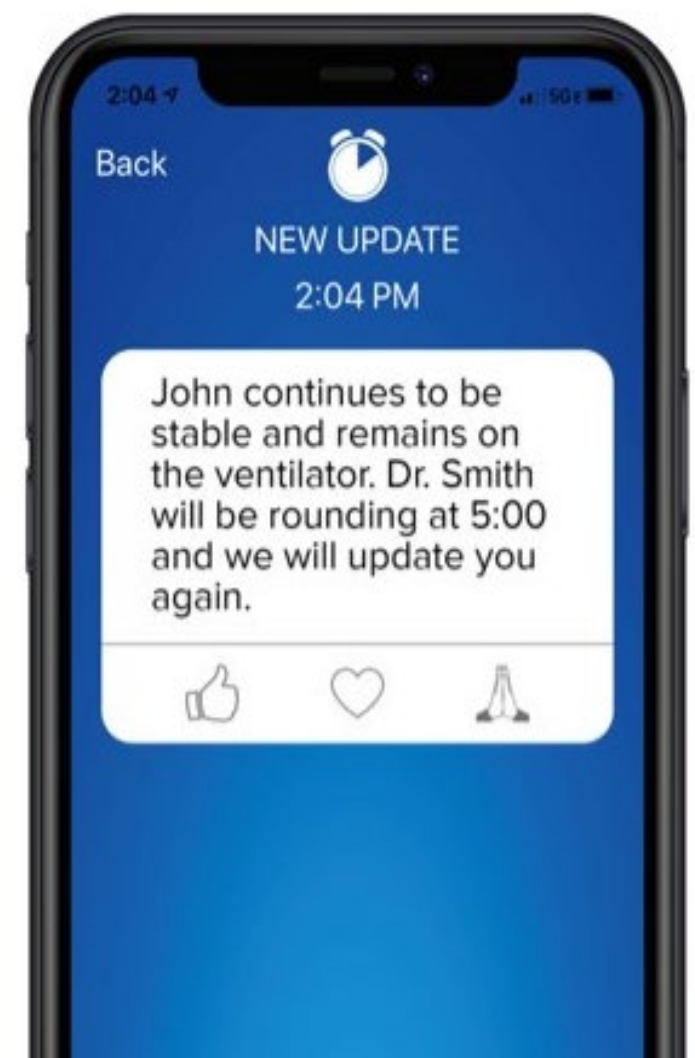 2:04
5GE
Back
NEW UPDATE
2:04 PM
John continues to be
stable and remains on
the ventilator. Dr. Smith
will be rounding at 5:00
and we will update you
again.